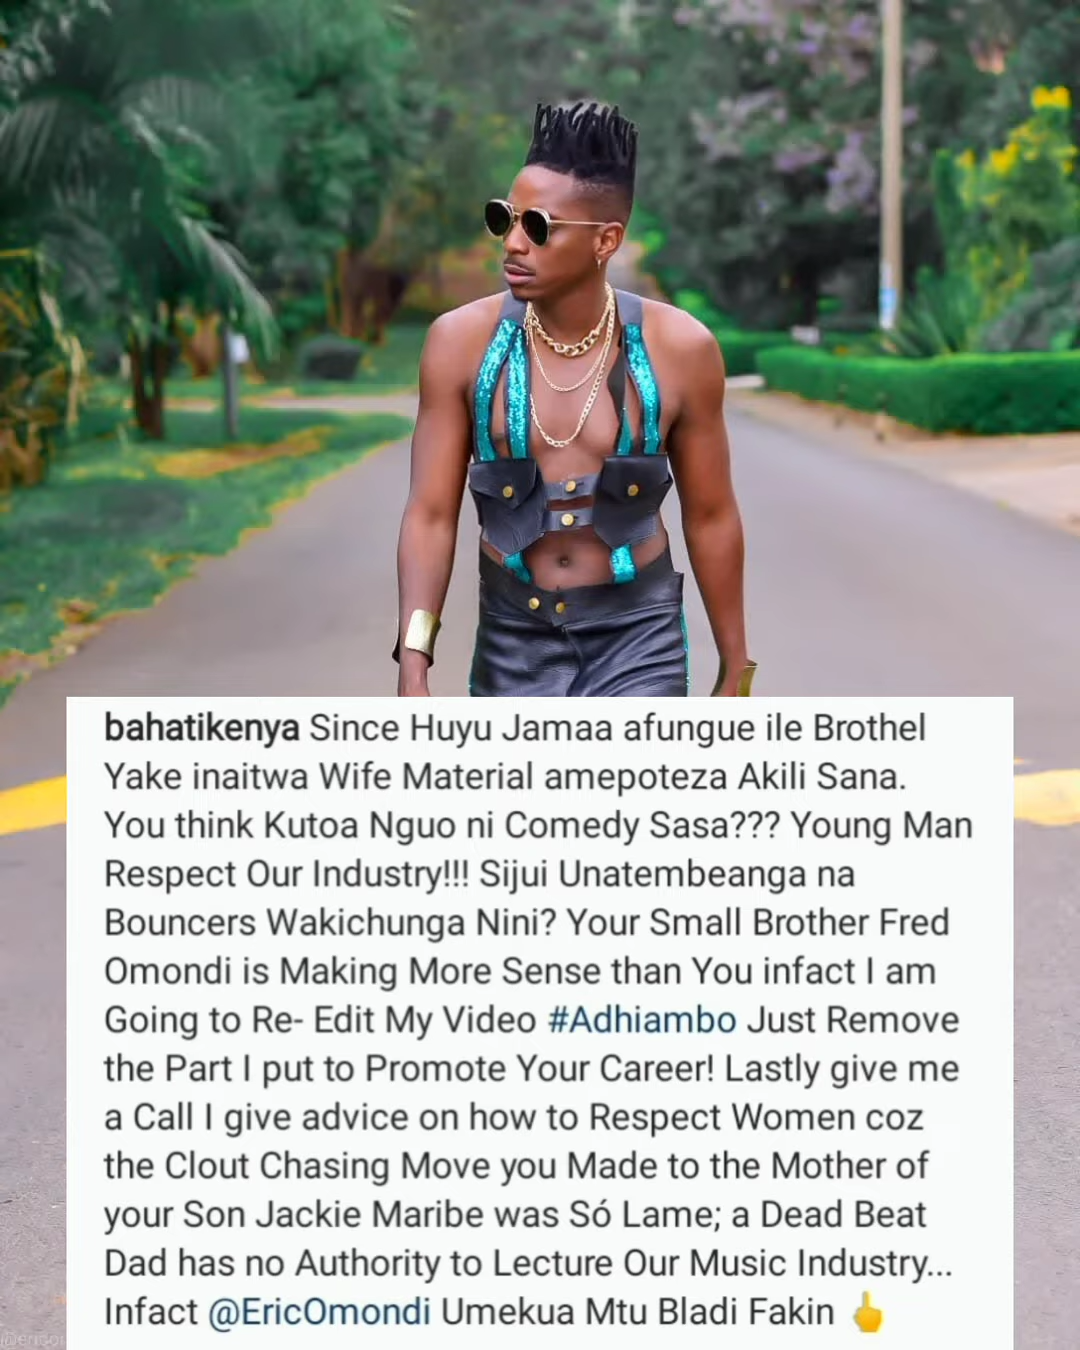 bahatikenya Since Huyu Jamaa afungue ile Brothel
Yake inaitwa Wife Material amepoteza Akili Sana.
You think Kutoa Nguo ni Comedy Sasa??? Young Man
Respect Our Industry!!! Sijui Unatembeanga na
Bouncers Wakichunga Nini? Your Small Brother Fred
Omondi is Making More Sense than You infact I am
Going to Re- Edit My Video #Adhiambo Just Remove
the Part I put to Promote Your Career! Lastly give me
a Call I give advice on how to Respect Women coz
the Clout Chasing Move you Made to the Mother of
your Son Jackie Maribe was Só Lame; a Dead Beat
Dad has no Authority to Lecture Our Music Industry...
Infact @EricOmondi Umekua Mtu Bladi Fakin 🖕